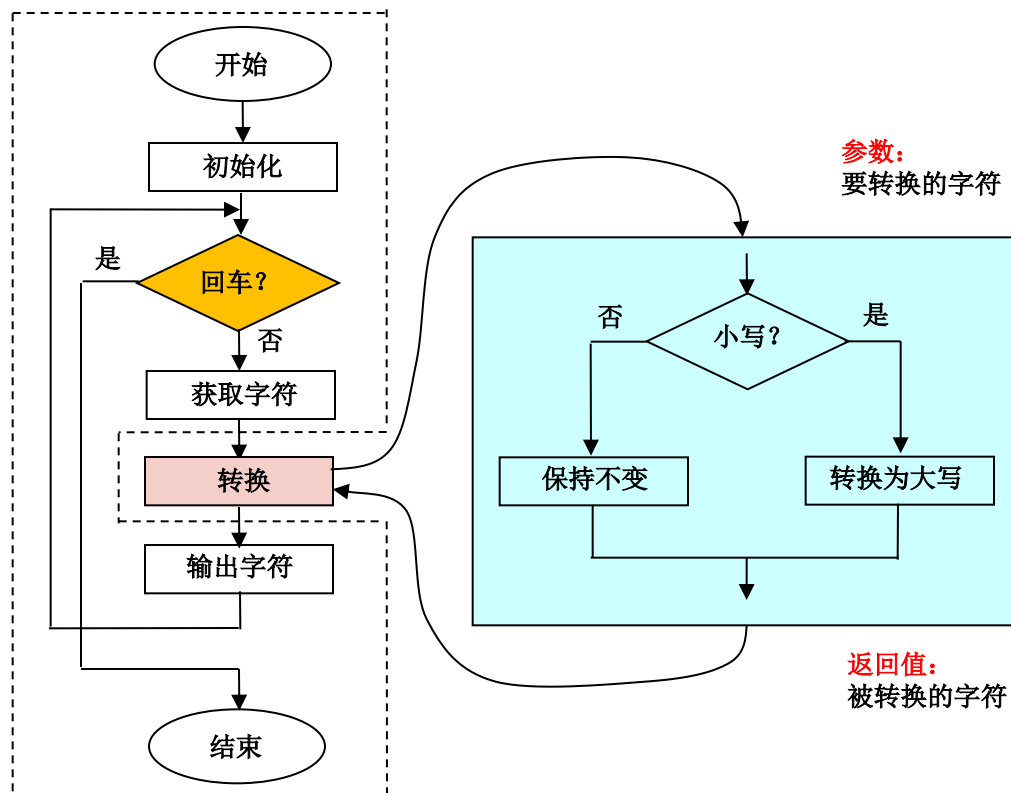 开始
初始化
是
回车？
否
获取字符
转换
输出字符
结束
参数：
要转换的字符
否
小写？
是
保持不变
转换为大写
返回值：
被转换的字符